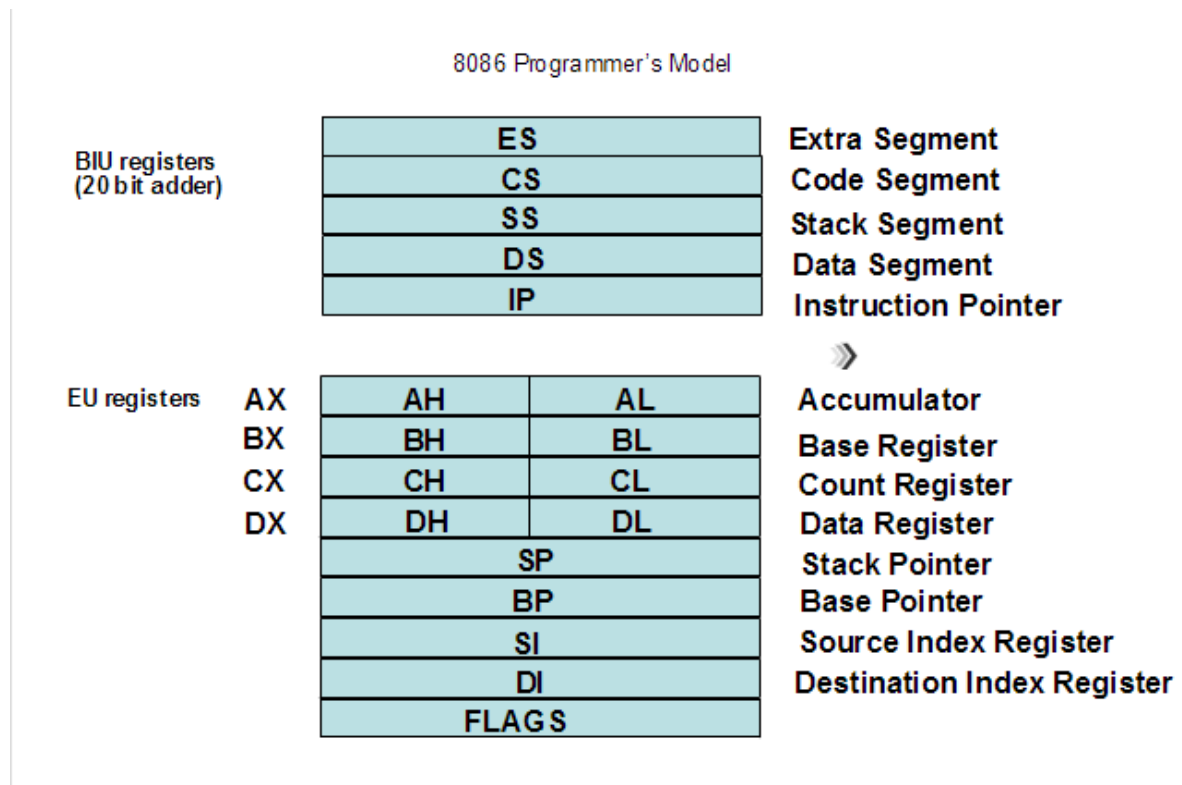 8086 Programmer's Model
BIU registers
(20 bit adder)
ES Extra Segment
CS Code Segment
SS Stack Segment
DS Data Segment
IP Instruction Pointer
EU registers AX AH AL Accumulator
BX BH BL Base Register
CX CH CL Count Register
DX DH DL Data Register
SP Stack Pointer
BP Base Pointer
SI Source Index Register
DI Destination Index Register
FLAGS